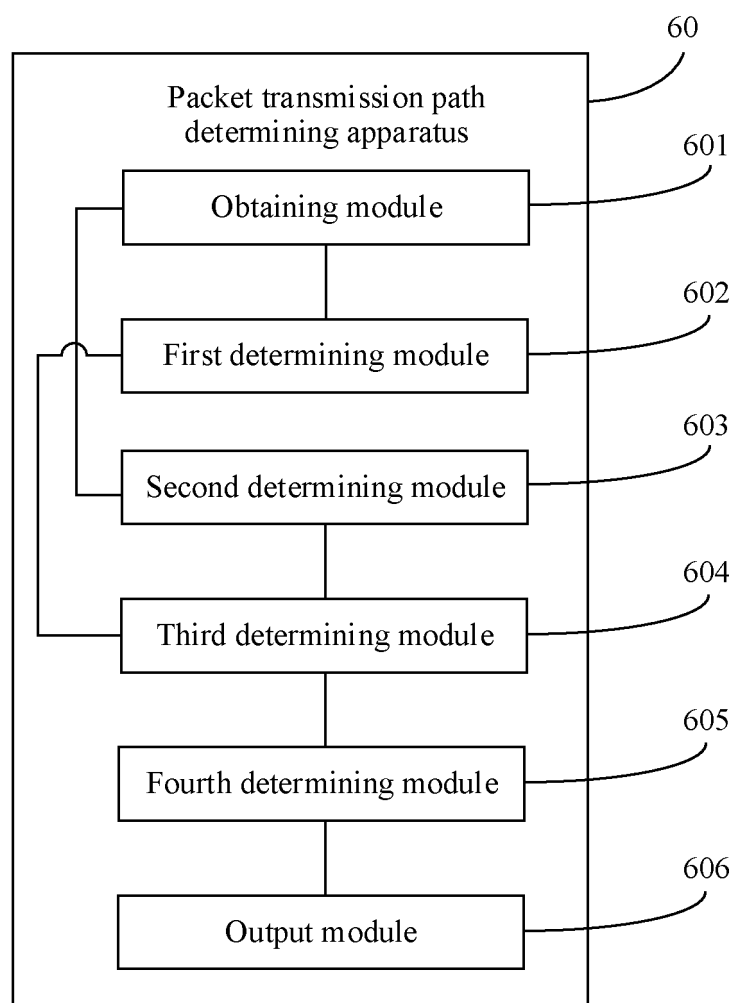 60
Packet transmission path
determining apparatus
601
Obtaining module
602
First determining module
603
Second determining module
604
Third determining module
605
Fourth determining module
606
Output module